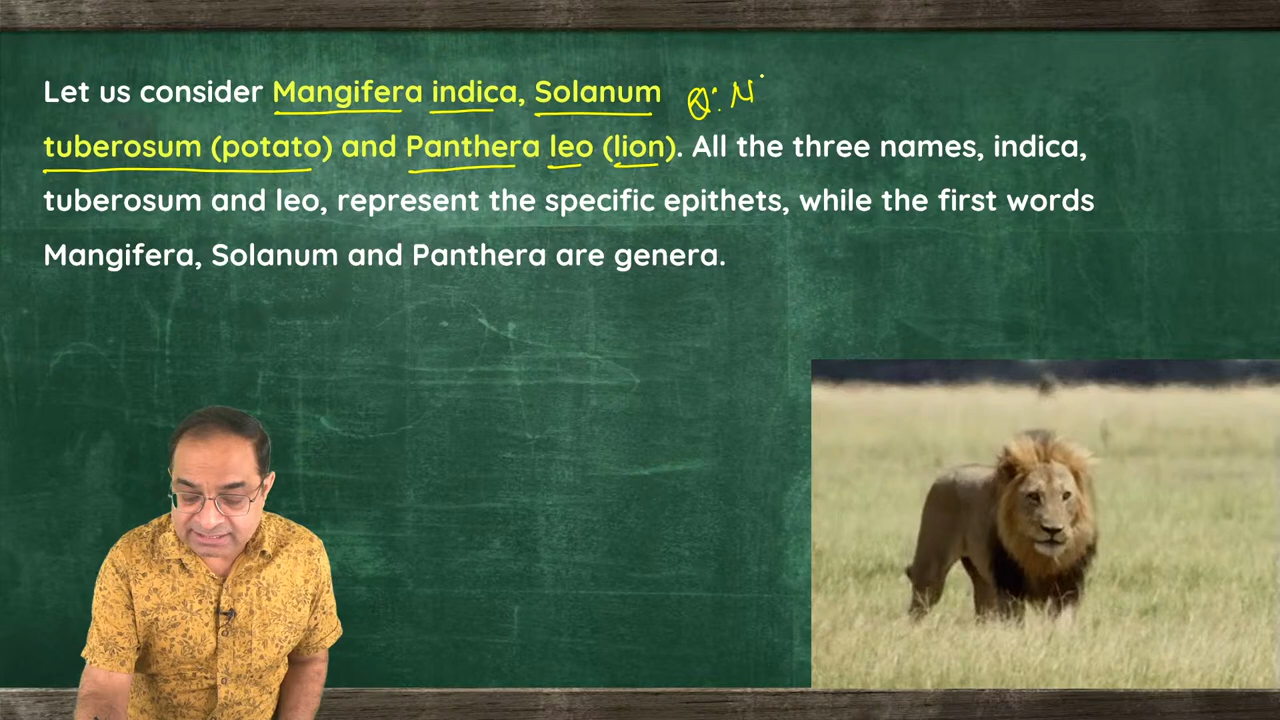 Let us consider Mangifera indica, Solanum Q: N
tuberosum (potato) and Panthera leo (lion). All the three names, indica,
tuberosum and leo, represent the specific epithets, while the first words
Mangifera, Solanum and Panthera are genera.